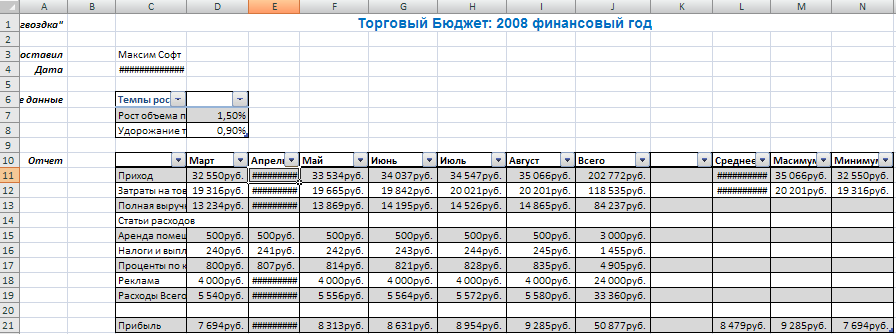 A B C D E F G H I J K L M N
1 гвоздка" Торговый Бюджет: 2008 финансовый год
2
3 оставил Максим Софт
4 Дата #############
5
6 е данные Темпы рос
7 Рост объема п 1,50%
8 Удорожание т 0,90%
9
10 Отчет Март Апрель Май Июнь Июль Август Всего Среднее Масимум Минимум
11 Приход 32 550руб. ######### 33 534руб. 34 037руб. 34 547руб. 35 066руб. 202 772руб. ########## 35 066руб. 32 550руб.
12 Затраты на тов 19 316руб. ######### 19 665руб. 19 842руб. 20 021руб. 20 201руб. 118 535руб. ########## 20 201руб. 19 316руб.
13 Полная выручк 13 234руб. ######### 13 869руб. 14 195руб. 14 526руб. 14 865руб. 84 237руб.
14 Статьи расходов
15 Аренда помещ 500руб. 500руб. 500руб. 500руб. 500руб. 500руб. 3 000руб.
16 Налоги и выпл 240руб. 241руб. 242руб. 243руб. 244руб. 245руб. 1 455руб.
17 Проценты по к 800руб. 807руб. 814руб. 821руб. 828руб. 835руб. 4 905руб.
18 Реклама 4 000руб. ######### 4 000руб. 4 000руб. 4 000руб. 4 000руб. 24 000руб.
19 Расходы Всего 5 540руб. ######### 5 556руб. 5 564руб. 5 572руб. 5 580руб. 33 360руб.
20
21 Прибыль 7 694руб. ######### 8 313руб. 8 631руб. 8 954руб. 9 285руб. 50 877руб. 8 479руб. 9 285руб. 7 694руб.